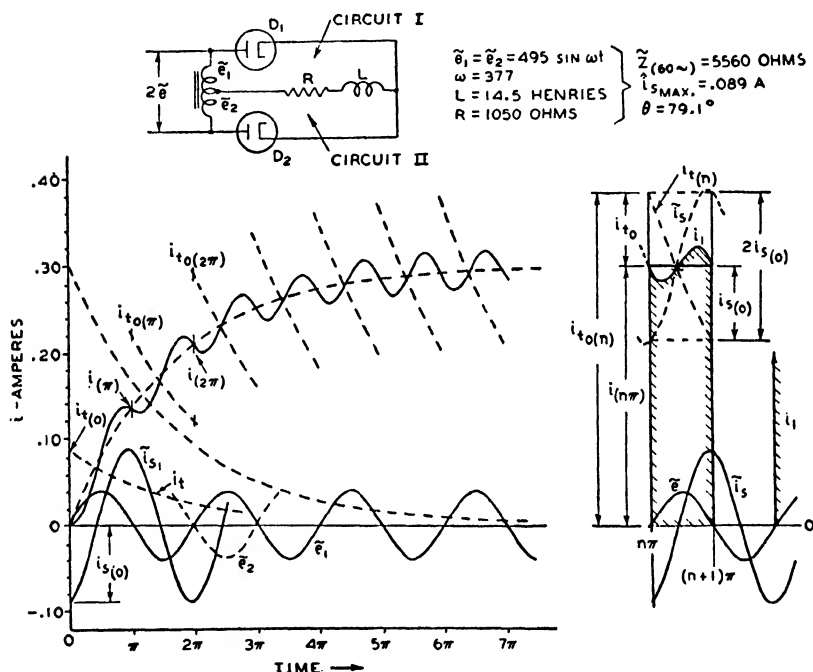 D1
CIRCUIT I
ẽ1
R
L
2ẽ
ẽ2
D2
CIRCUIT II
ẽ1 = ẽ2 = 495 SIN ωt
ω = 377
L = 14.5 HENRIES
R = 1050 OHMS
Z̃(60~) = 5560 OHMS
îS MAX. = .089 A
θ = 79.1°
.40
.30
.20
.10
0
-.10
i-AMPERES
it0(2π)
it0(π)
i(π)
i(2π)
it(0)
ĩs1
it
is(0)
ẽ2
ẽ1
0
π
2π
3π
4π
5π
6π
7π
TIME →
it(n)
it0
ĩs
i1
2is(0)
is(0)
it0(n)
i(nπ)
i1
ẽ
ĩs
0
nπ
(n+1)π